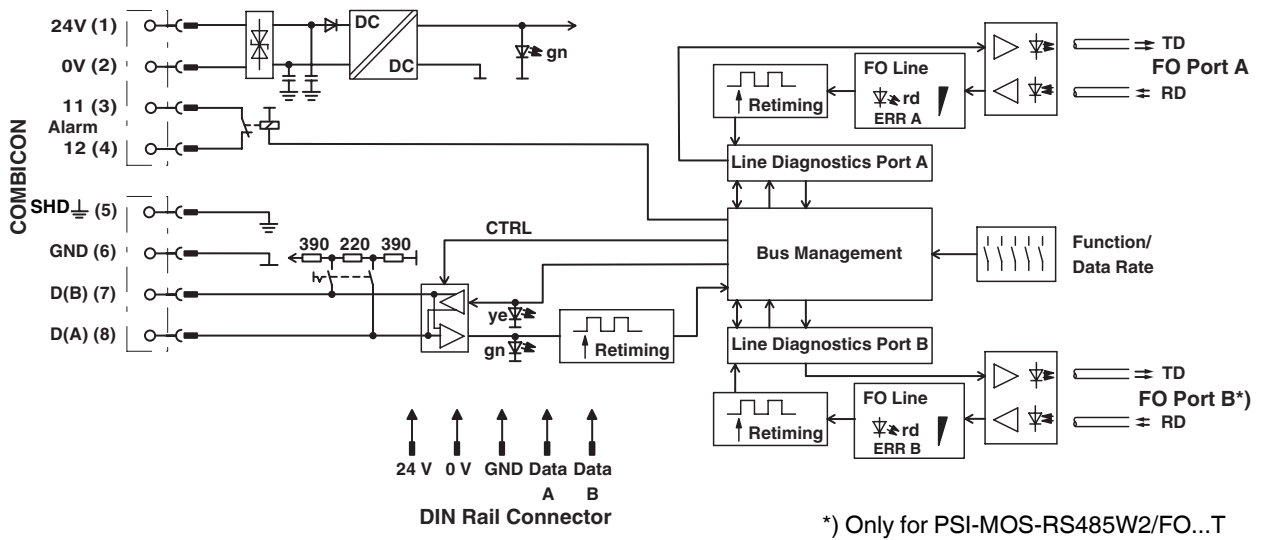 COMBICON
24V (1)
0V (2)
11 (3)
Alarm
12 (4)
SHD (5)
GND (6)
D(B) (7)
D(A) (8)
DC
DC
gn
390 220 390
CTRL
ye
gn
Retiming
Retiming
FO Line
rd
ERR A
TD
FO Port A
RD
Line Diagnostics Port A
Bus Management
Function/
Data Rate
Line Diagnostics Port B
Retiming
FO Line
rd
ERR B
TD
FO Port B*)
RD
24 V 0 V GND Data Data
A B
DIN Rail Connector
*) Only for PSI-MOS-RS485W2/FO...T